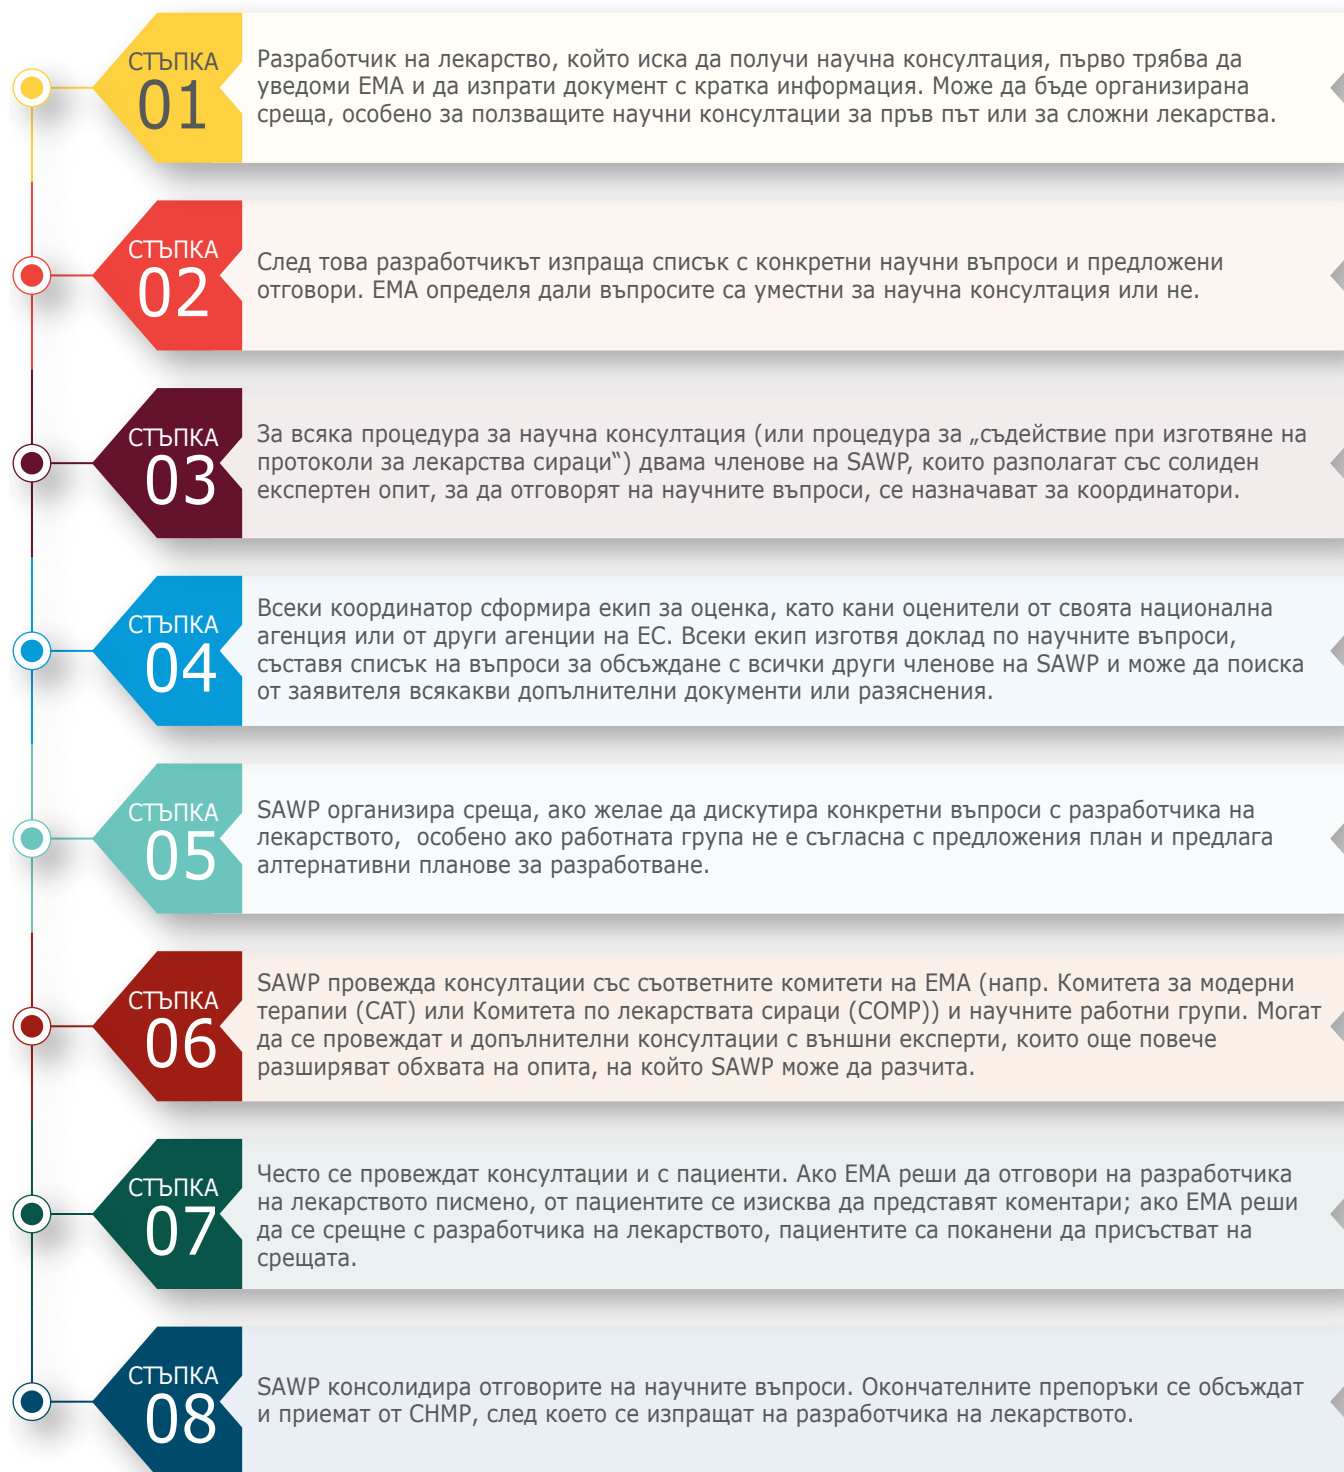 СТЪПКА
01
Разработчик на лекарство, който иска да получи научна консултация, първо трябва да
уведоми EMA и да изпрати документ с кратка информация. Може да бъде организирана
среща, особено за ползващите научни консултации за пръв път или за сложни лекарства.
СТЪПКА
02
След това разработчикът изпраща списък с конкретни научни въпроси и предложени
отговори. EMA определя дали въпросите са уместни за научна консултация или не.
СТЪПКА
03
За всяка процедура за научна консултация (или процедура за „съдействие при изготвяне на
протоколи за лекарства сираци“) двама членове на SAWP, които разполагат със солиден
експертен опит, за да отговорят на научните въпроси, се назначават за координатори.
СТЪПКА
04
Всеки координатор сформира екип за оценка, като кани оценители от своята национална
агенция или от други агенции на ЕС. Всеки екип изготвя доклад по научните въпроси,
съставя списък на въпроси за обсъждане с всички други членове на SAWP и може да поиска
от заявителя всякакви допълнителни документи или разяснения.
СТЪПКА
05
SAWP организира среща, ако желае да дискутира конкретни въпроси с разработчика на
лекарството,  особено ако работната група не е съгласна с предложения план и предлага
алтернативни планове за разработване.
СТЪПКА
06
SAWP провежда консултации със съответните комитети на EMA (напр. Комитета за модерни
терапии (CAT) или Комитета по лекарствата сираци (COMP)) и научните работни групи. Могат
да се провеждат и допълнителни консултации с външни експерти, които още повече
разширяват обхвата на опита, на който SAWP може да разчита.
СТЪПКА
07
Често се провеждат консултации и с пациенти. Ако EMA реши да отговори на разработчика
на лекарството писмено, от пациентите се изисква да представят коментари; ако EMA реши
да се срещне с разработчика на лекарството, пациентите са поканени да присъстват на
срещата.
СТЪПКА
08
SAWP консолидира отговорите на научните въпроси. Окончателните препоръки се обсъждат
и приемат от CHMP, след което се изпращат на разработчика на лекарството.